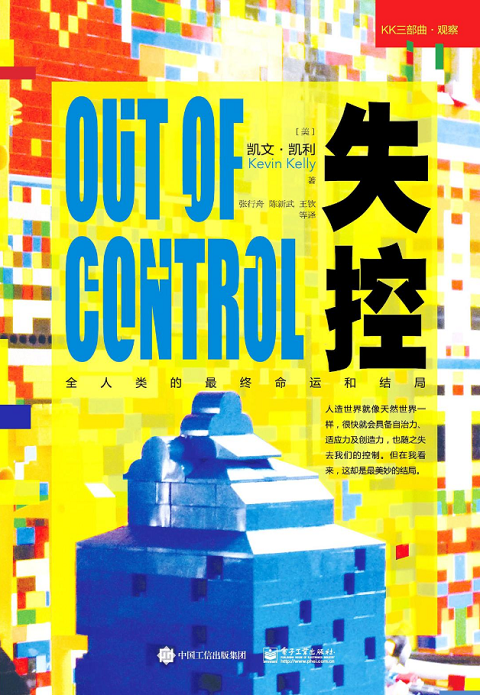 KK三部曲·观察
OUT OF
CONTROL
失控
[美]
凯文·凯利
Kevin Kelly
著
张行舟 陈新武 王钦
等译
全人类的最终命运和结局
人造世界就像天然世界一
样，很快就会具备自治力、
适应力及创造力，也随之失
去我们的控制。但在我看
来，这却是最美妙的结局。
中国工信出版集团
电子工业出版社
http://www.phei.com.cn